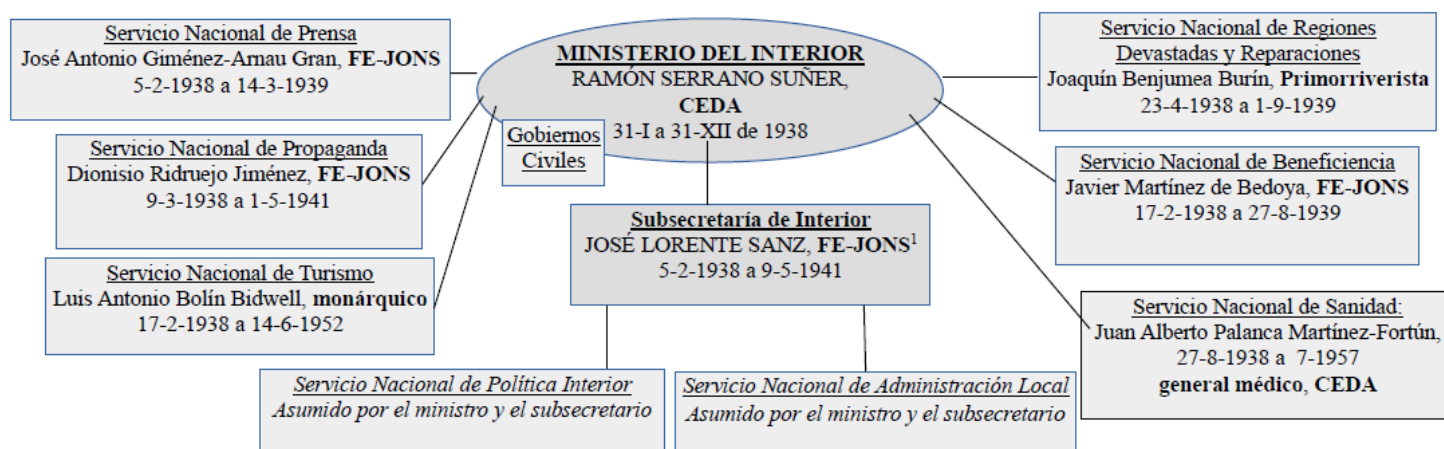 Servicio Nacional de Prensa
José Antonio Giménez-Arnau Gran, FE-JONS
5-2-1938 a 14-3-1939
Servicio Nacional de Propaganda
Dionisio Ridruejo Jiménez, FE-JONS
9-3-1938 a 1-5-1941
Servicio Nacional de Turismo
Luis Antonio Bolín Bidwell, monárquico
17-2-1938 a 14-6-1952
MINISTERIO DEL INTERIOR
RAMÓN SERRANO SUÑER,
CEDA
31-I a 31-XII de 1938
Gobiernos
Civiles
Subsecretaría de Interior
JOSÉ LORENTE SANZ, FE-JONS¹
5-2-1938 a 9-5-1941
Servicio Nacional de Política Interior
Asumido por el ministro y el subsecretario
Servicio Nacional de Administración Local
Asumido por el ministro y el subsecretario
Servicio Nacional de Regiones
Devastadas y Reparaciones
Joaquín Benjumea Burín, Primorriverista
23-4-1938 a 1-9-1939
Servicio Nacional de Beneficiencia
Javier Martínez de Bedoya, FE-JONS
17-2-1938 a 27-8-1939
Servicio Nacional de Sanidad:
Juan Alberto Palanca Martínez-Fortún,
27-8-1938 a 7-1957
general médico, CEDA